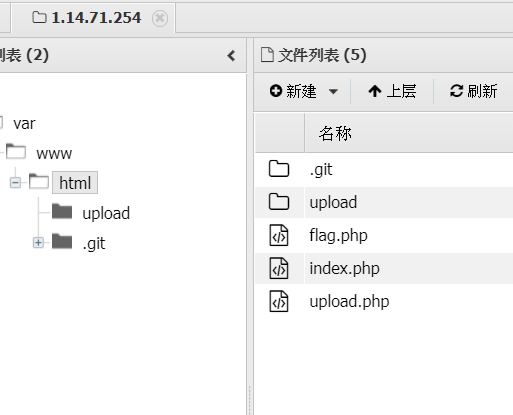 1.14.71.254
列表 (2)
var
www
html
upload
.git
文件列表 (5)
新建 上层 刷新
名称
.git
upload
flag.php
index.php
upload.php